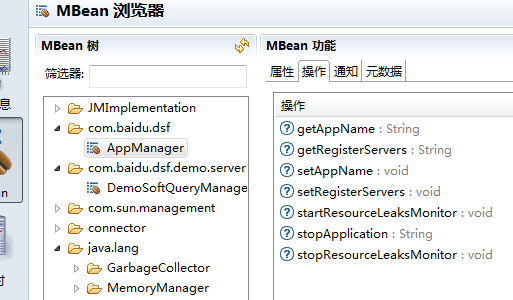 MBean 浏览器
MBean 树
筛选器:
JMImplementation
com.baidu.dsf
AppManager
com.baidu.dsf.demo.server
DemoSoftQueryManage
com.sun.management
connector
java.lang
GarbageCollector
MemoryManager
MBean 功能
属性 操作 通知 元数据
操作
getAppName : String
getRegisterServers : String
setAppName : void
setRegisterServers : void
startResourceLeaksMonitor : void
stopApplication : String
stopResourceLeaksMonitor : void
息
an
时